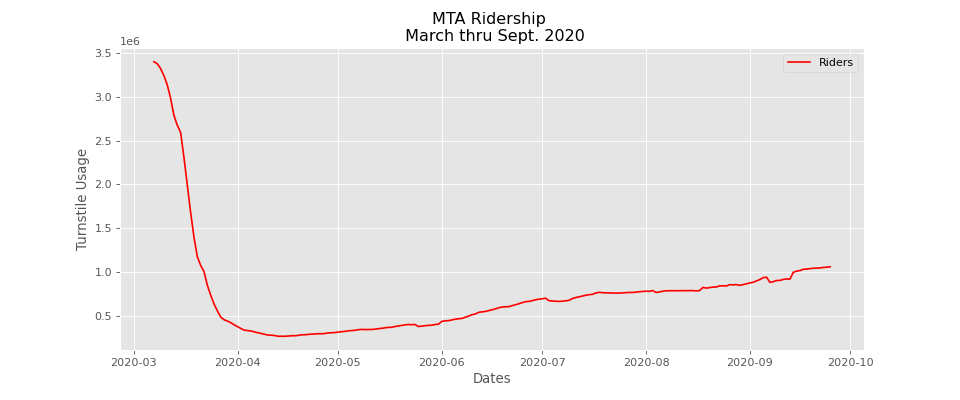 MTA Ridership
March thru Sept. 2020
1e6
Riders
3.5
3.0
2.5
2.0
1.5
1.0
0.5
Turnstile Usage
2020-03 2020-04 2020-05 2020-06 2020-07 2020-08 2020-09 2020-10
Dates